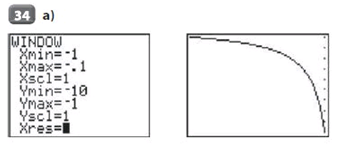 34 a)
WINDOW
Xmin=-1
Xmax=-.1
Xscl=1
Ymin=-10
Ymax=-1
Yscl=1
Xres=